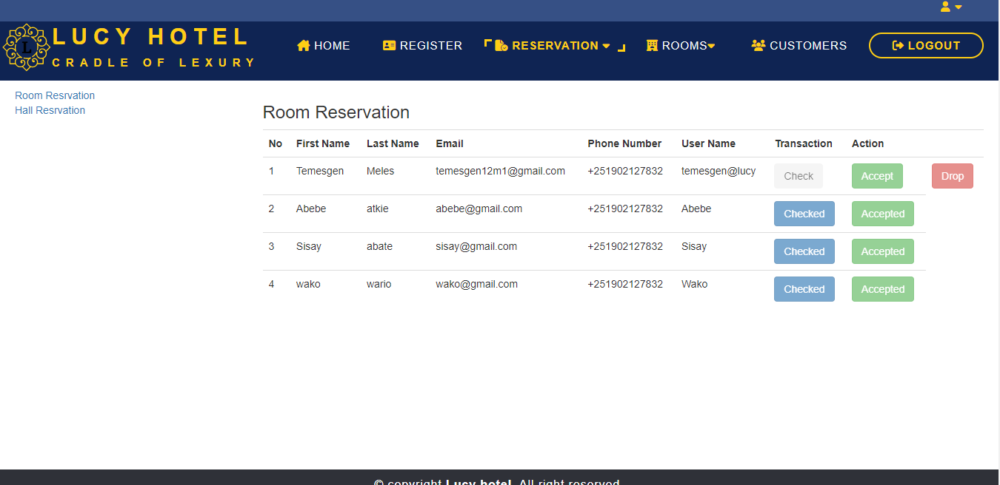 LUCY HOTEL
CRADLE OF LEXURY
L
HOME REGISTER RESERVATION ROOMS CUSTOMERS LOGOUT
Room Resrvation
Hall Resrvation
Room Reservation
No First Name Last Name Email Phone Number User Name Transaction Action
1 Temesgen Meles temesgen12m1@gmail.com +251902127832 temesgen@lucy Check Accept Drop
2 Abebe atkie abebe@gmail.com +251902127832 Abebe Checked Accepted
3 Sisay abate sisay@gmail.com +251902127832 Sisay Checked Accepted
4 wako wario wako@gmail.com +251902127832 Wako Checked Accepted
© copyright Lucy hotel. All right reserved